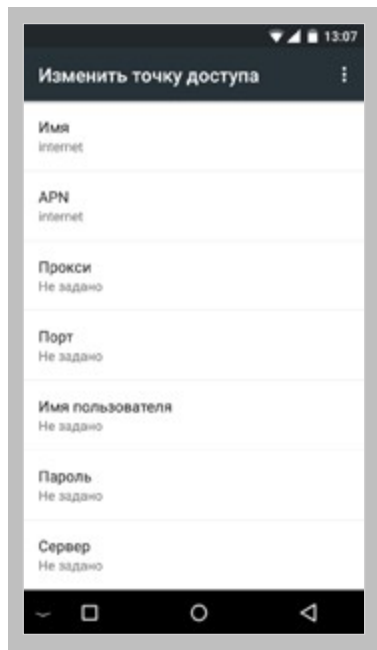 13:07
Изменить точку доступа
Имя
internet
APN
internet
Прокси
Не задано
Порт
Не задано
Имя пользователя
Не задано
Пароль
Не задано
Сервер
Не задано